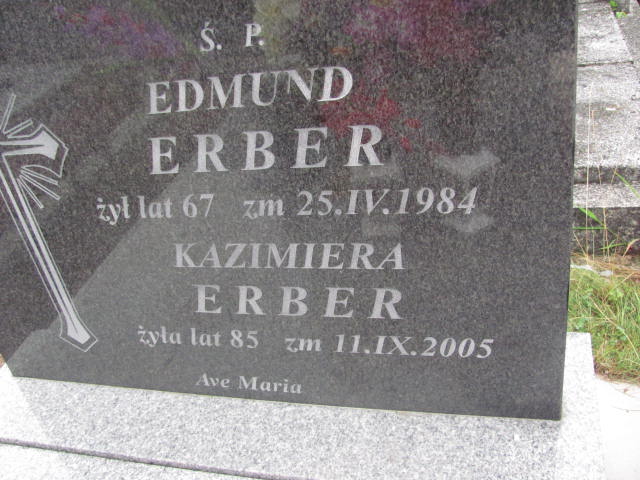 Ś. P.
EDMUND
ERBER
żył lat 67 zm 25.IV.1984
KAZIMIERA
ERBER
żyła lat 85 zm 11.IX.2005
Ave Maria